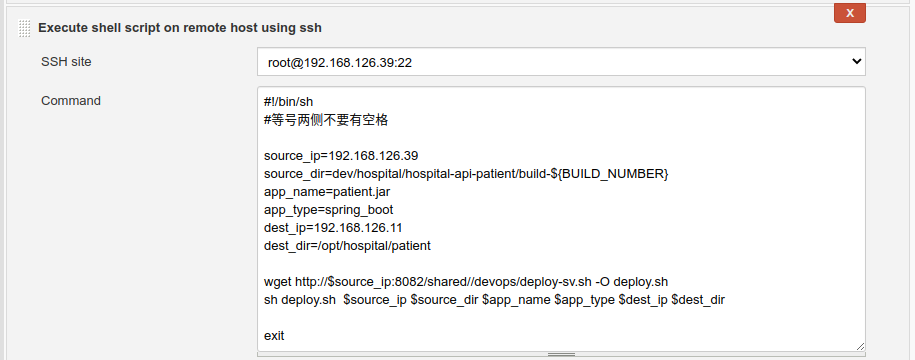 X
Execute shell script on remote host using ssh
SSH site
root@192.168.126.39:22
Command
#!/bin/sh
#等号两侧不要有空格
source_ip=192.168.126.39
source_dir=dev/hospital/hospital-api-patient/build-${BUILD_NUMBER}
app_name=patient.jar
app_type=spring_boot
dest_ip=192.168.126.11
dest_dir=/opt/hospital/patient
wget http://$source_ip:8082/shared//devops/deploy-sv.sh -O deploy.sh
sh deploy.sh  $source_ip $source_dir $app_name $app_type $dest_ip $dest_dir
exit